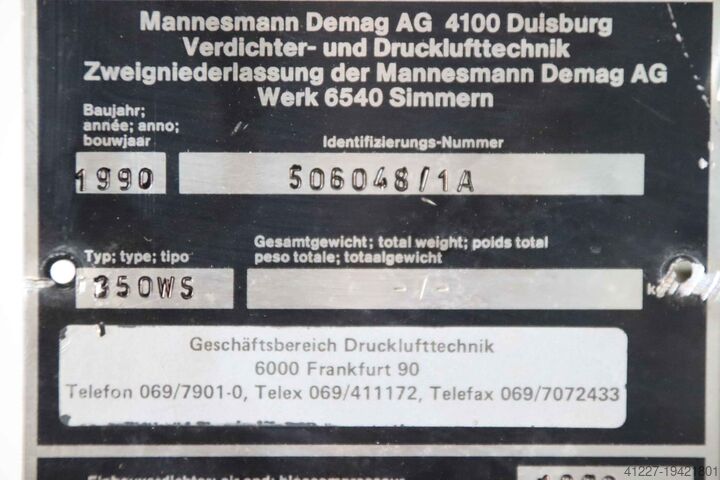 Mannesmann Demag AG 4100 Duisburg
Verdichter- und Drucklufttechnik
Zweigniederlassung der Mannesmann Demag AG
Werk 6540 Simmern
Baujahr;
année; anno;
bouwjaar
Identifizierungs-Nummer
1990
506048/1A
Typ; type; tipo
Gesamtgewicht; total weight; poids total
peso totale; totaalgewicht
350WS
-/-
Geschäftsbereich Drucklufttechnik
6000 Frankfurt 90
Telefon 069/7901-0, Telex 069/411172, Telefax 069/7072433
41227-19421801